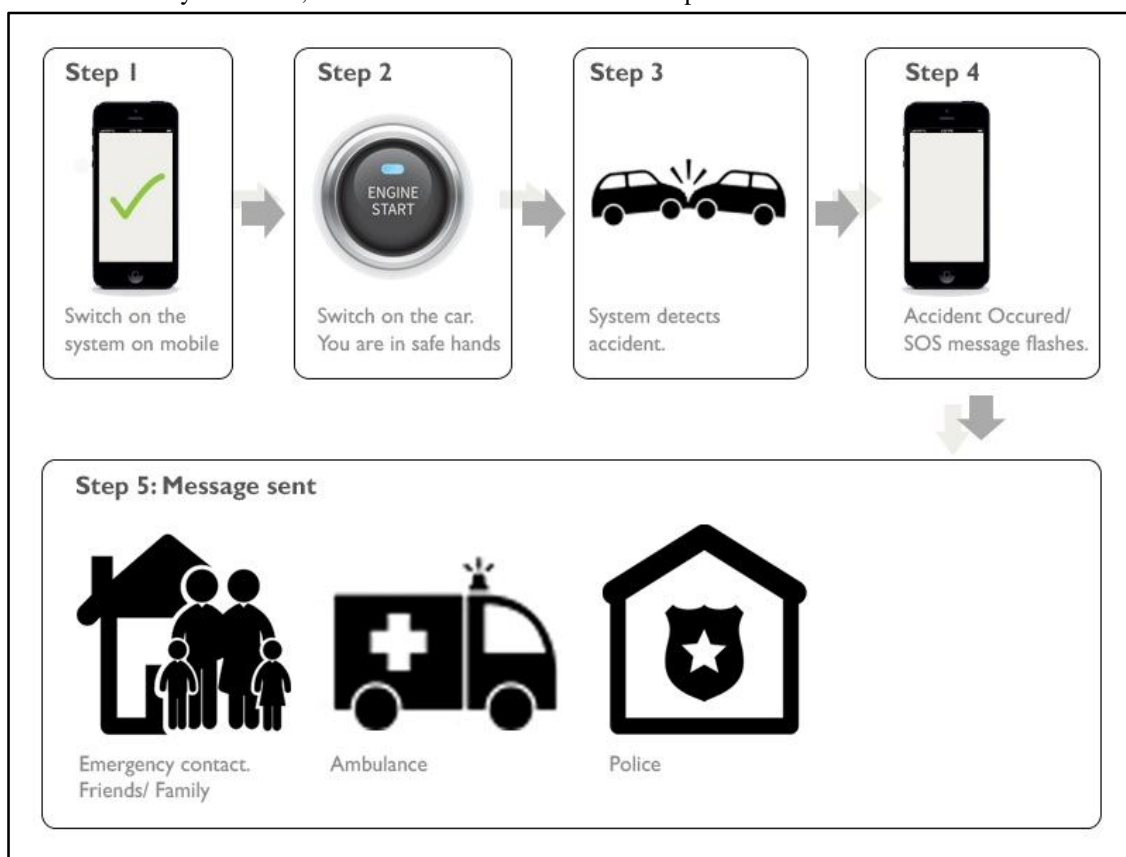 Step 1
Step 2
Step 3
Step 4
ENGINE
START
Switch on the
system on mobile
Switch on the car.
You are in safe hands
System detects
accident.
Accident Occured/
SOS message flashes.
Step 5: Message sent
Emergency contact.
Friends/ Family
Ambulance
Police